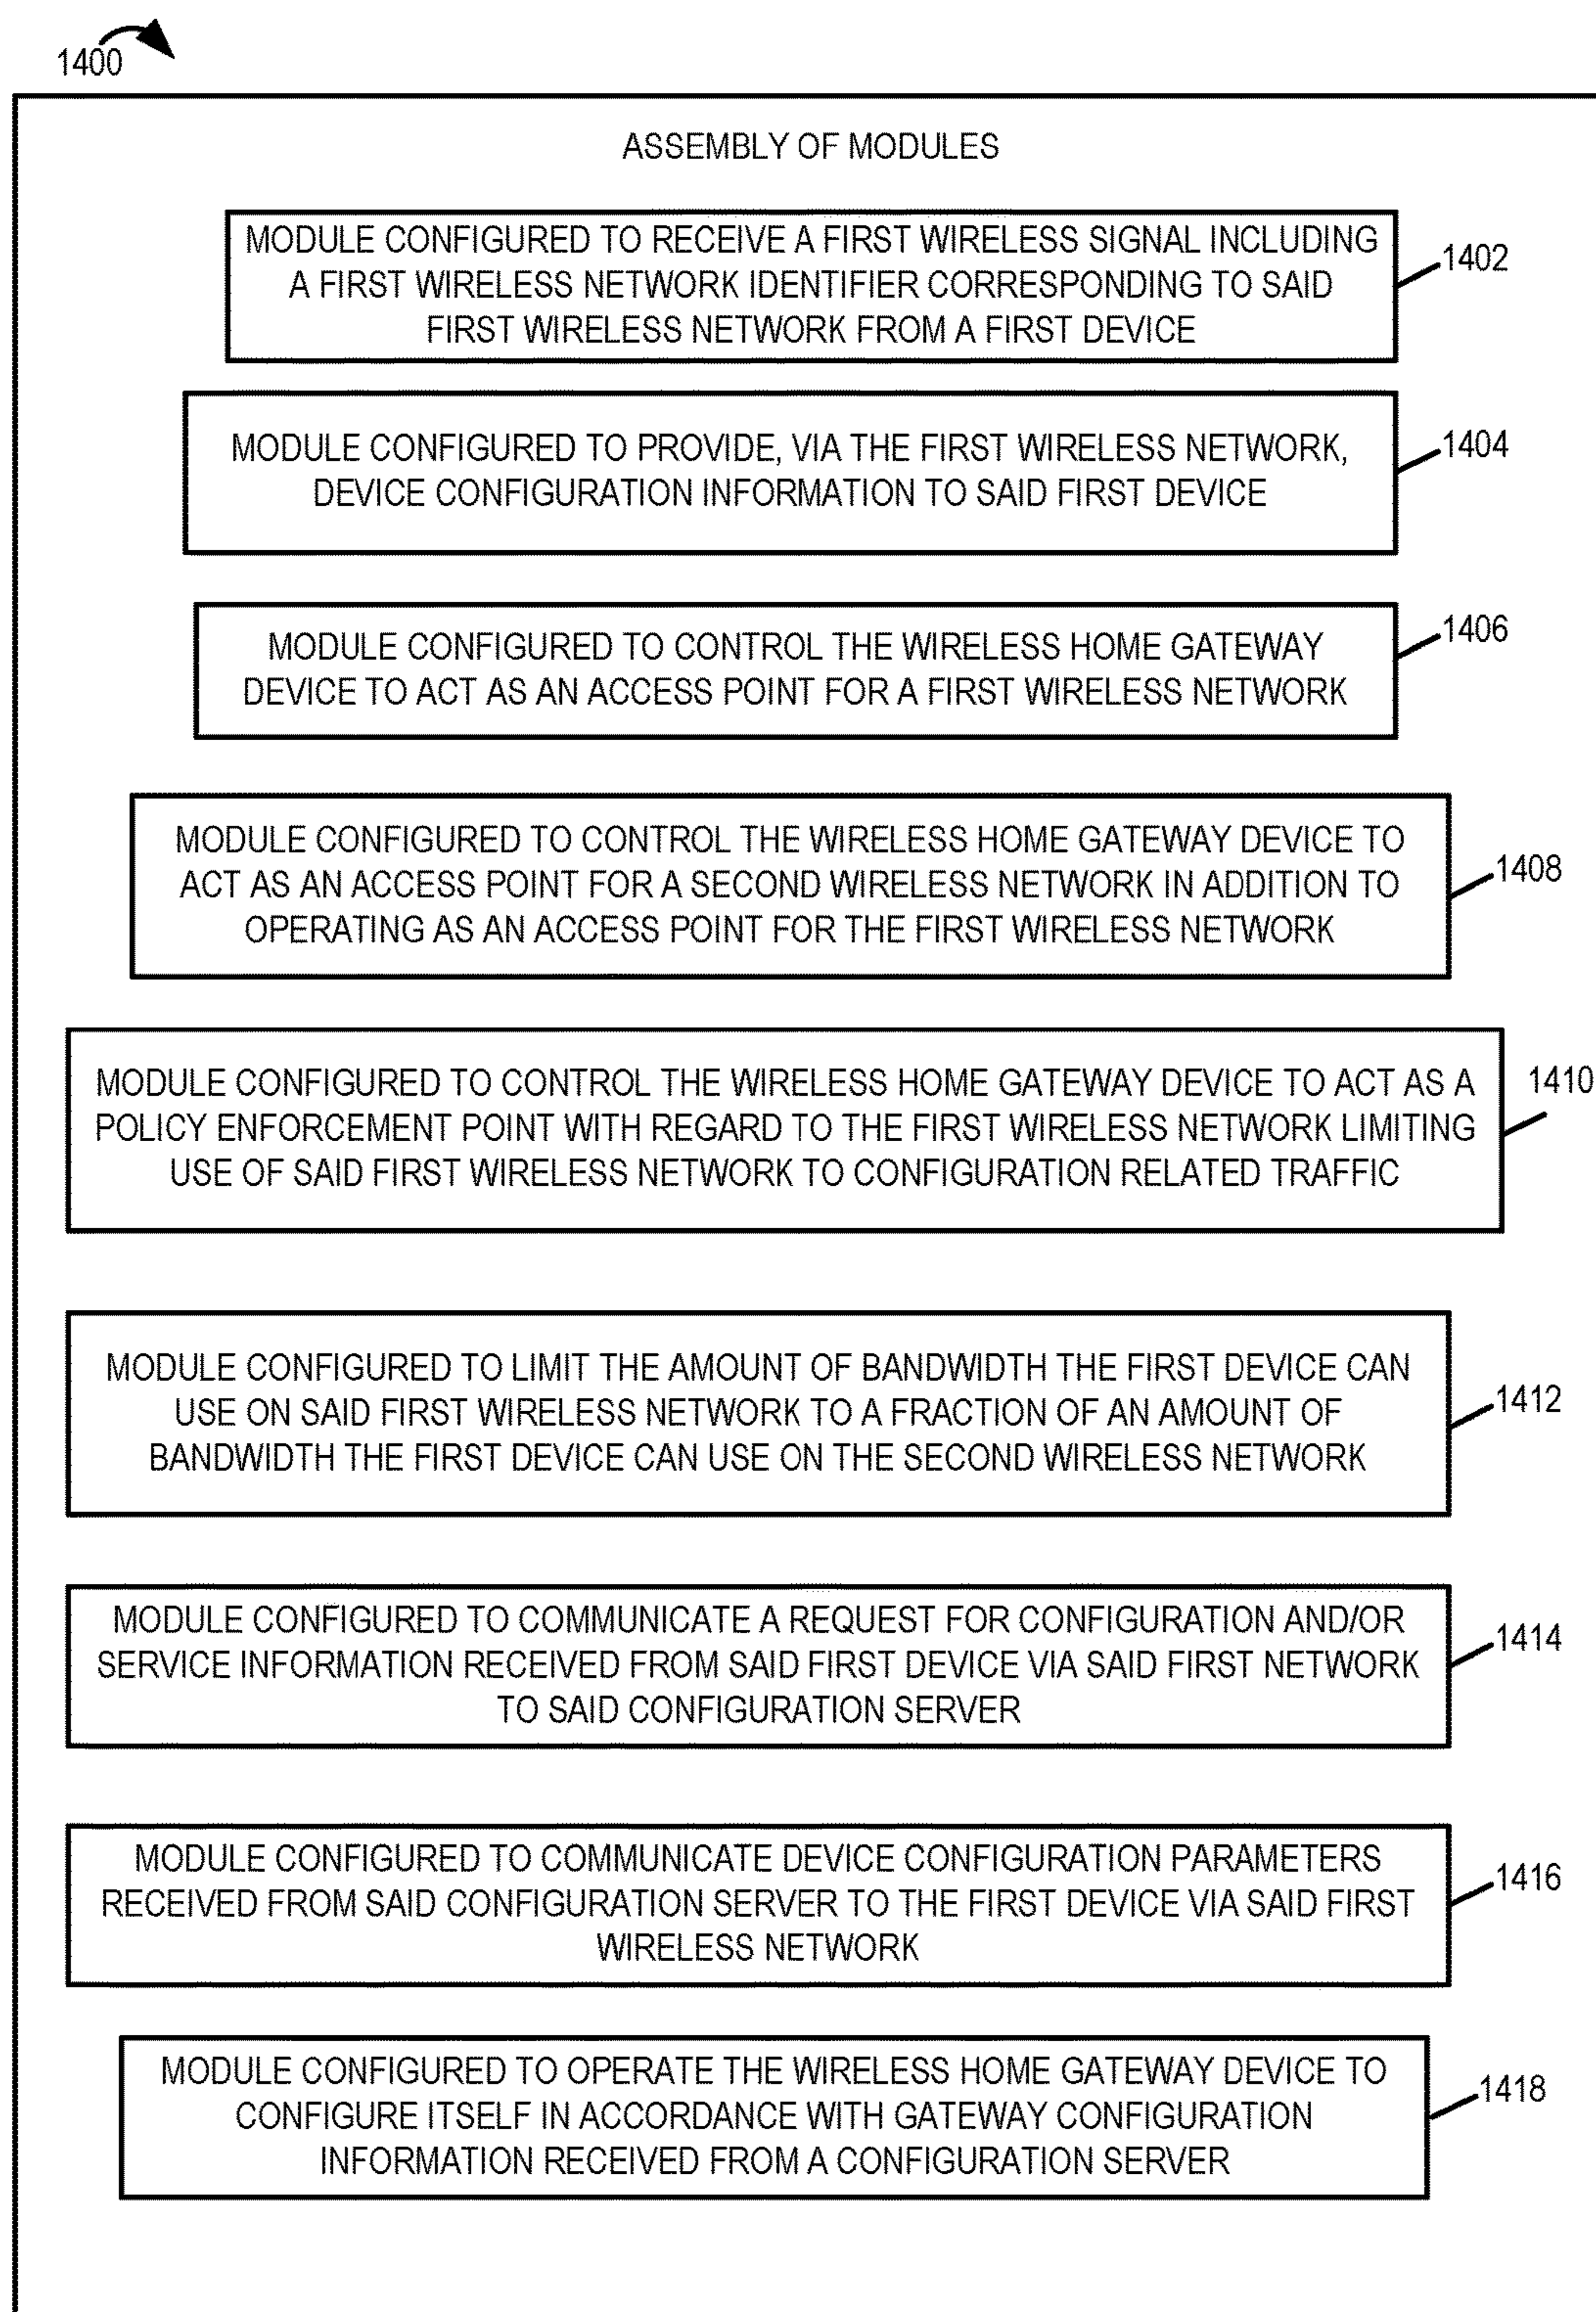 1400
ASSEMBLY OF MODULES
MODULE CONFIGURED TO RECEIVE A FIRST WIRELESS SIGNAL INCLUDING
A FIRST WIRELESS NETWORK IDENTIFIER CORRESPONDING TO SAID
FIRST WIRELESS NETWORK FROM A FIRST DEVICE
1402
MODULE CONFIGURED TO PROVIDE, VIA THE FIRST WIRELESS NETWORK,
DEVICE CONFIGURATION INFORMATION TO SAID FIRST DEVICE
1404
MODULE CONFIGURED TO CONTROL THE WIRELESS HOME GATEWAY
DEVICE TO ACT AS AN ACCESS POINT FOR A FIRST WIRELESS NETWORK
1406
MODULE CONFIGURED TO CONTROL THE WIRELESS HOME GATEWAY DEVICE TO
ACT AS AN ACCESS POINT FOR A SECOND WIRELESS NETWORK IN ADDITION TO
OPERATING AS AN ACCESS POINT FOR THE FIRST WIRELESS NETWORK
1408
MODULE CONFIGURED TO CONTROL THE WIRELESS HOME GATEWAY DEVICE TO ACT AS A
POLICY ENFORCEMENT POINT WITH REGARD TO THE FIRST WIRELESS NETWORK LIMITING
USE OF SAID FIRST WIRELESS NETWORK TO CONFIGURATION RELATED TRAFFIC
1410
MODULE CONFIGURED TO LIMIT THE AMOUNT OF BANDWIDTH THE FIRST DEVICE CAN
USE ON SAID FIRST WIRELESS NETWORK TO A FRACTION OF AN AMOUNT OF
BANDWIDTH THE FIRST DEVICE CAN USE ON THE SECOND WIRELESS NETWORK
1412
MODULE CONFIGURED TO COMMUNICATE A REQUEST FOR CONFIGURATION AND/OR
SERVICE INFORMATION RECEIVED FROM SAID FIRST DEVICE VIA SAID FIRST NETWORK
TO SAID CONFIGURATION SERVER
1414
MODULE CONFIGURED TO COMMUNICATE DEVICE CONFIGURATION PARAMETERS
RECEIVED FROM SAID CONFIGURATION SERVER TO THE FIRST DEVICE VIA SAID FIRST
WIRELESS NETWORK
1416
MODULE CONFIGURED TO OPERATE THE WIRELESS HOME GATEWAY DEVICE TO
CONFIGURE ITSELF IN ACCORDANCE WITH GATEWAY CONFIGURATION
INFORMATION RECEIVED FROM A CONFIGURATION SERVER
1418